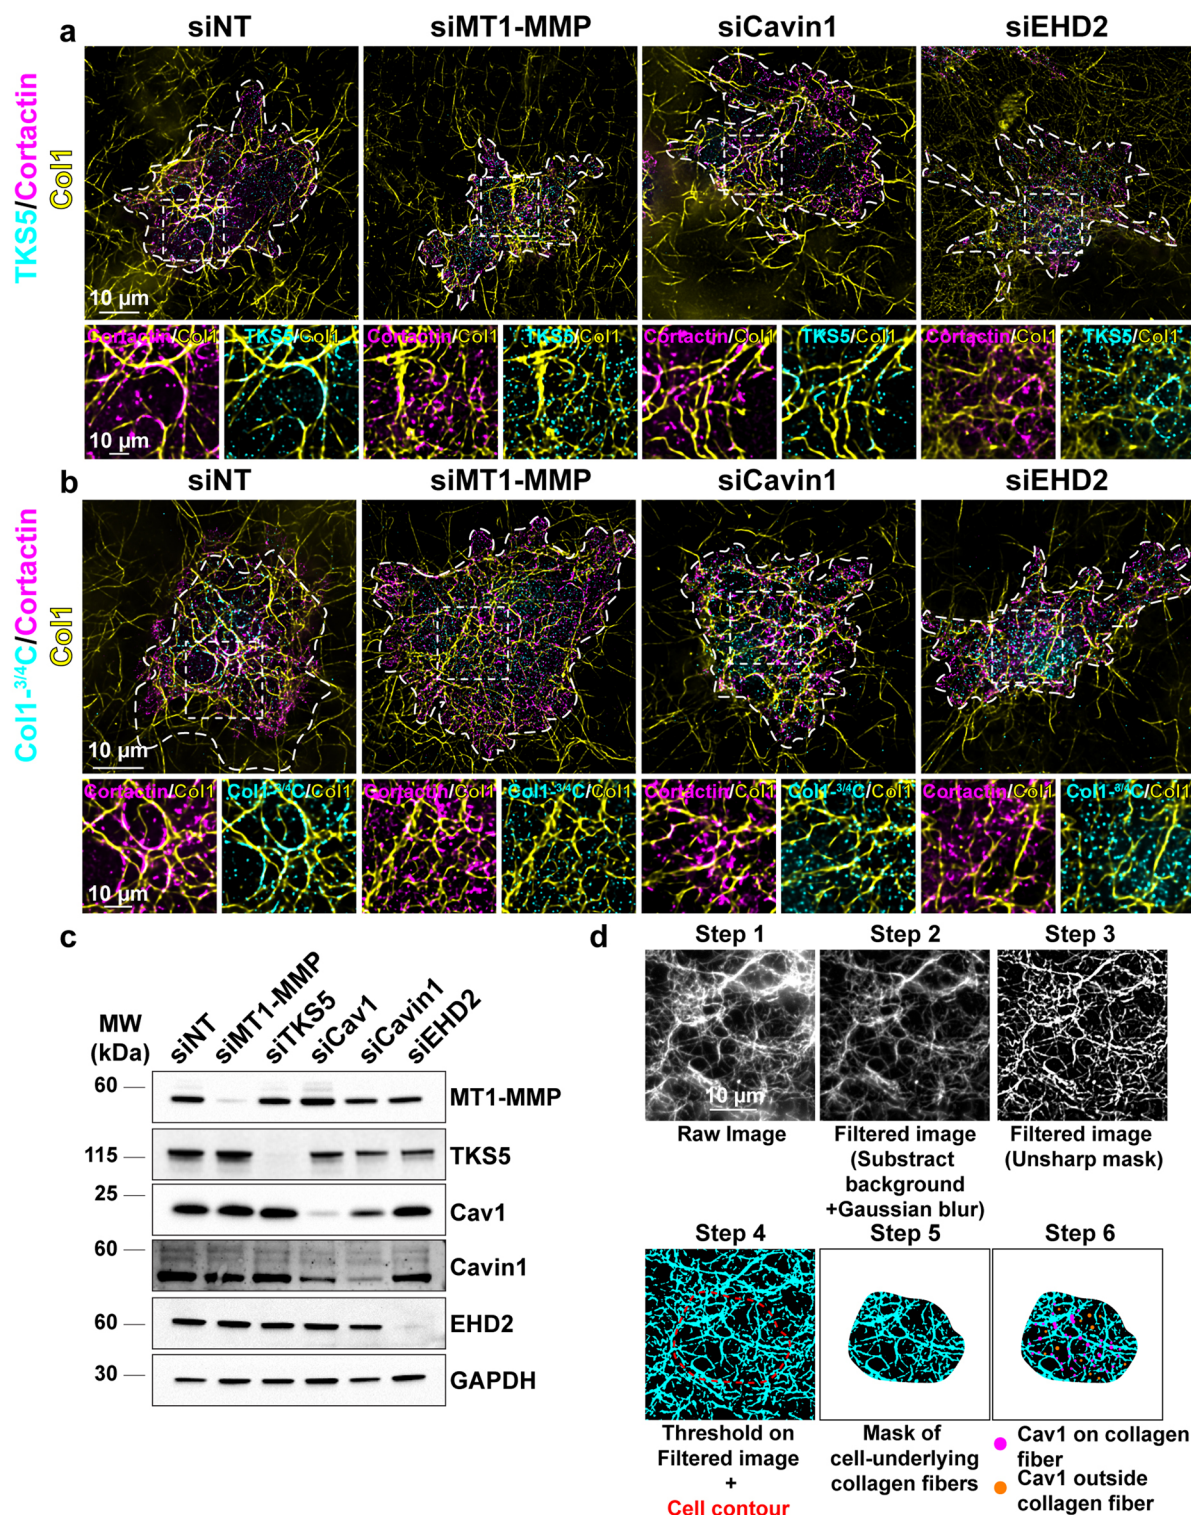 a
siNT siMT1-MMP siCavin1 siEHD2
TKS5/Cortactin
Col1
10 µm
Cortactin/Col1 TKS5/Col1 Cortactin/Col1 TKS5/Col1 Cortactin/Col1 TKS5/Col1 Cortactin/Col1 TKS5/Col1
10 µm
b
siNT siMT1-MMP siCavin1 siEHD2
Col1-3/4C/Cortactin
Col1
10 µm
Cortactin/Col1 Col1-3/4C/Col1 Cortactin/Col1 Col1-3/4C/Col1 Cortactin/Col1 Col1-3/4C/Col1 Cortactin/Col1 Col1-3/4C/Col1
10 µm
c
MW
(kDa)
siNT siMT1-MMP siTKS5 siCav1 siCavin1 siEHD2
60 MT1-MMP
115 TKS5
25 Cav1
60 Cavin1
60 EHD2
30 GAPDH
d
Step 1 Step 2 Step 3
10 µm
Raw Image
Filtered image
(Substract
background
+Gaussian blur)
Filtered image
(Unsharp mask)
Step 4 Step 5 Step 6
Threshold on
Filtered image
+
Cell contour
Mask of
cell-underlying
collagen fibers
Cav1 on collagen
fiber
Cav1 outside
collagen fiber